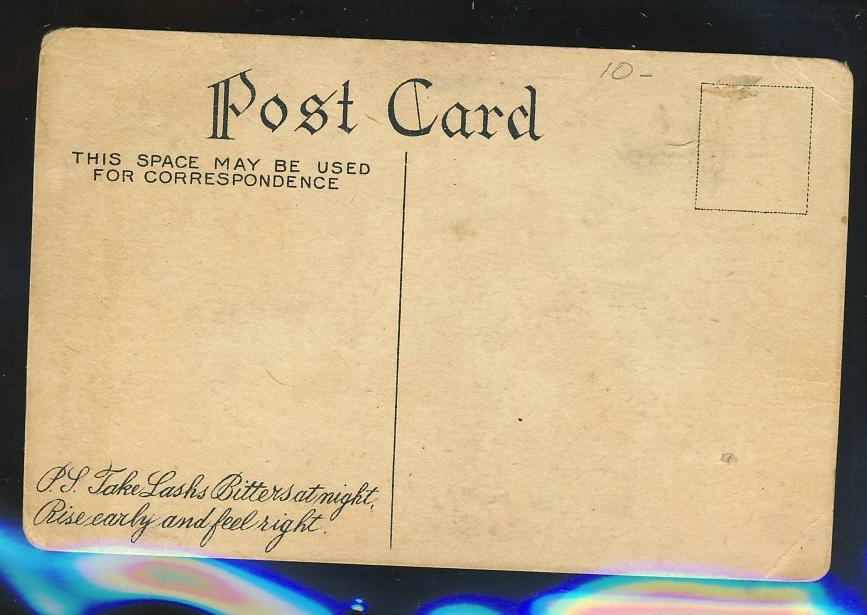 10-
Post Card
THIS SPACE MAY BE USED
FOR CORRESPONDENCE
P.S. Take Lashs Bitters at night,
Rise early and feel right.